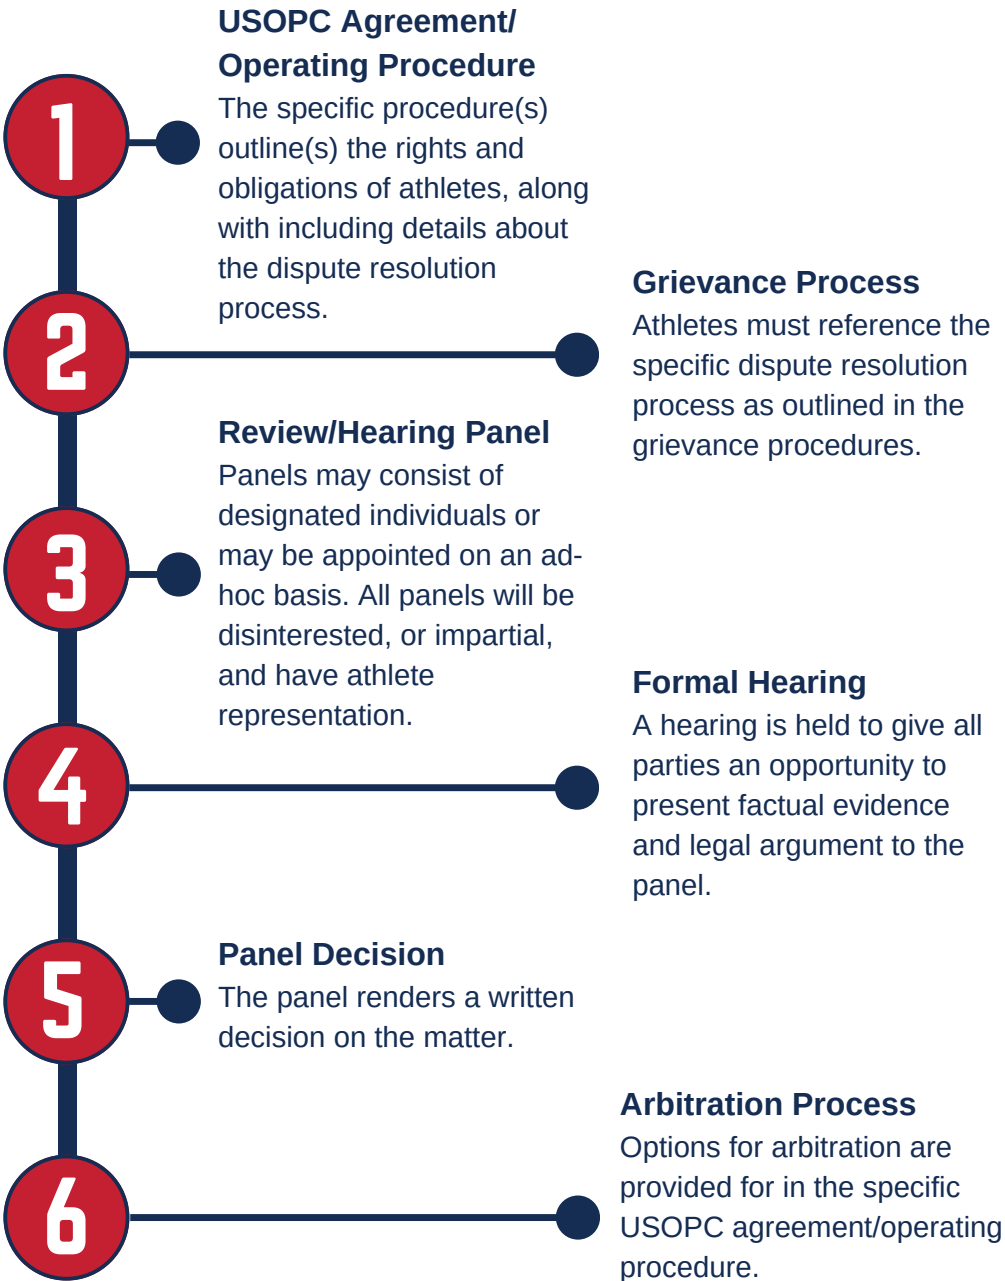 1
USOPC Agreement/
Operating Procedure
The specific procedure(s)
outline(s) the rights and
obligations of athletes, along
with including details about
the dispute resolution
process.
2
Grievance Process
Athletes must reference the
specific dispute resolution
process as outlined in the
grievance procedures.
3
Review/Hearing Panel
Panels may consist of
designated individuals or
may be appointed on an ad-
hoc basis. All panels will be
disinterested, or impartial,
and have athlete
representation.
4
Formal Hearing
A hearing is held to give all
parties an opportunity to
present factual evidence
and legal argument to the
panel.
5
Panel Decision
The panel renders a written
decision on the matter.
6
Arbitration Process
Options for arbitration are
provided for in the specific
USOPC agreement/operating
procedure.